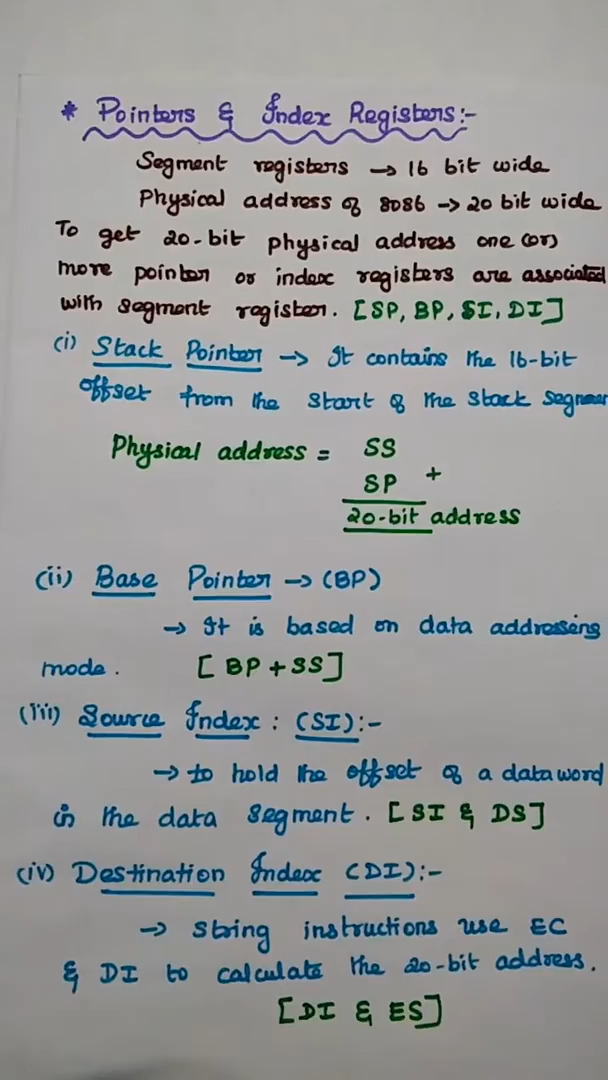 * Pointers & Index Registers:-
Segment registers → 16 bit wide
Physical address of 8086 → 20 bit wide
To get 20-bit physical address one (or)
more pointer or index registers are associated
with segment register. [SP, BP, SI, DI]
(i) Stack Pointer → It contains the 16-bit
offset from the start of the stack segment
Physical address = SS
SP +
20-bit address
(ii) Base Pointer → (BP)
→ It is based on data addressing
mode. [BP + SS]
(iii) Source Index : (SI):-
→ to hold the offset of a data word
in the data segment. [SI & DS]
(iv) Destination Index (DI):-
→ String instructions use EC
& DI to calculate the 20-bit address.
[DI & ES]